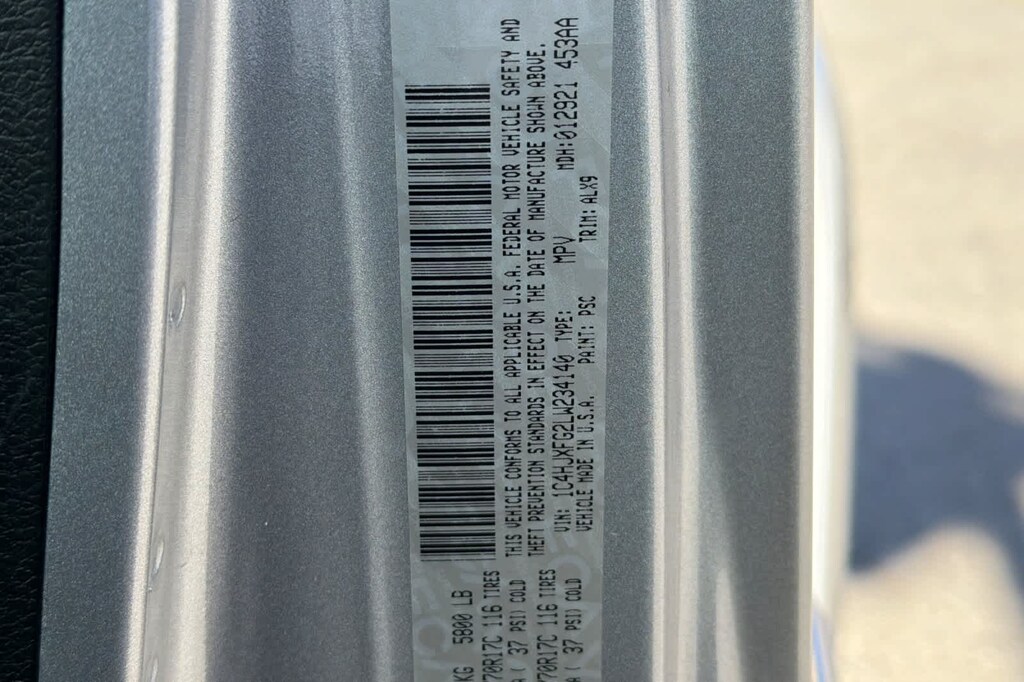 KG 5800 LB
70R17C 116 TIRES
( 37 PSI) COLD
70R17C 116 TIRES
( 37 PSI) COLD
THIS VEHICLE CONFORMS TO ALL APPLICABLE U.S.A. FEDERAL MOTOR VEHICLE SAFETY AND
THEFT PREVENTION STANDARDS IN EFFECT ON THE DATE OF MANUFACTURE SHOWN ABOVE.
VIN: 1C4HJXFG2LW234140 TYPE: MPV MDH:012921 453AA
VEHICLE MADE IN U.S.A. PAINT: PSC TRIM: ALX9